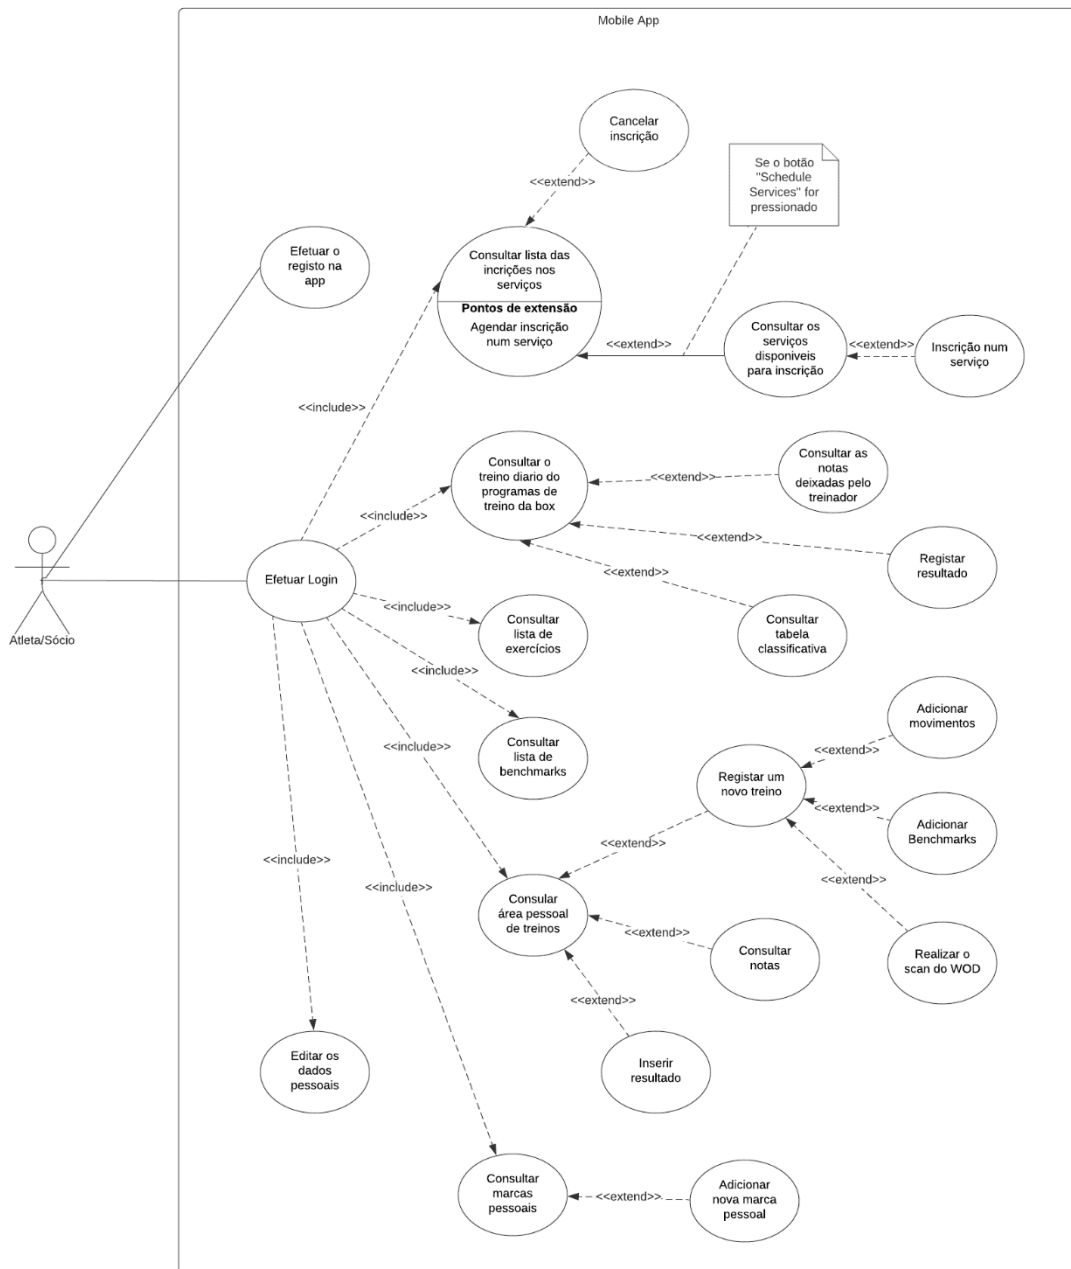 Mobile App
Cancelar
inscrição
<<extend>>
Se o botão
"Schedule
Services" for
pressionado
Efetuar o
registo na
app
Consultar lista das
incrições nos
serviços
Pontos de extensão
Agendar inscrição
num serviço
<<extend>>
Consultar os
serviços
disponiveis
para inscrição
<<extend>>
Inscrição num
serviço
<<include>>
Consultar o
treino diario do
programas de
treino da box
<<extend>>
Consultar as
notas
deixadas pelo
treinador
<<include>>
<<extend>>
Registar
resultado
<<extend>>
Efetuar Login
Atleta/Sócio
<<include>>
Consultar
lista de
exercícios
Consultar
tabela
classificativa
<<include>>
Consultar
lista de
benchmarks
<<include>>
Adicionar
movimentos
<<extend>>
Registar um
novo treino
<<extend>>
Adicionar
Benchmarks
<<extend>>
<<include>>
<<include>>
<<extend>>
Consular
área pessoal
de treinos
<<extend>>
Consultar
notas
Realizar o
scan do WOD
<<extend>>
Editar os
dados
pessoais
Inserir
resultado
Consultar
marcas
pessoais
<<extend>>
Adicionar
nova marca
pessoal